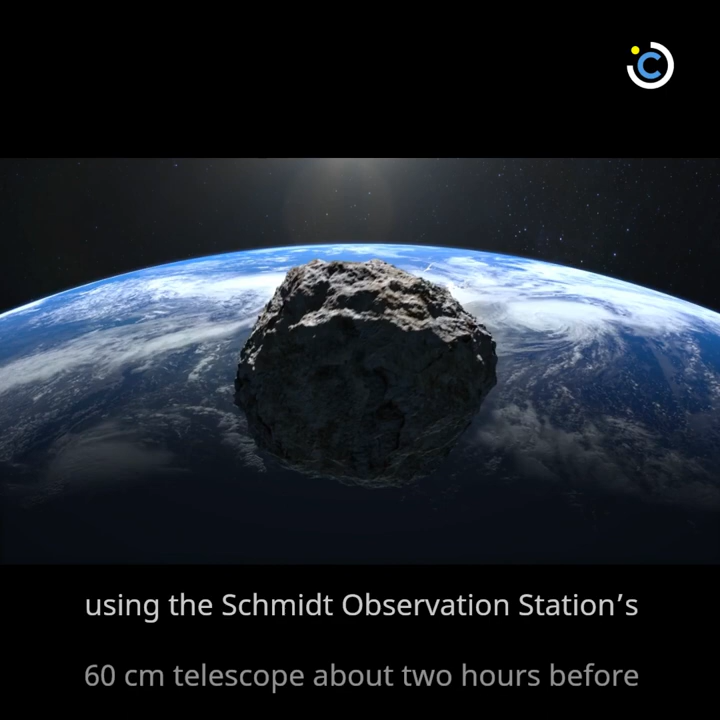 using the Schmidt Observation Station’s
60 cm telescope about two hours before